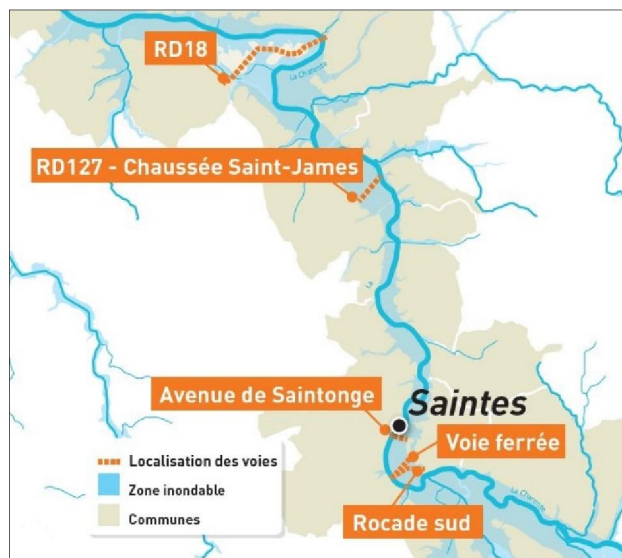 RD18
La Charente
RD127 - Chaussée Saint-James
La
Avenue de Saintonge
Saintes
Voie ferrée
Localisation des voies
Zone inondable
Communes
La Charente
Rocade sud